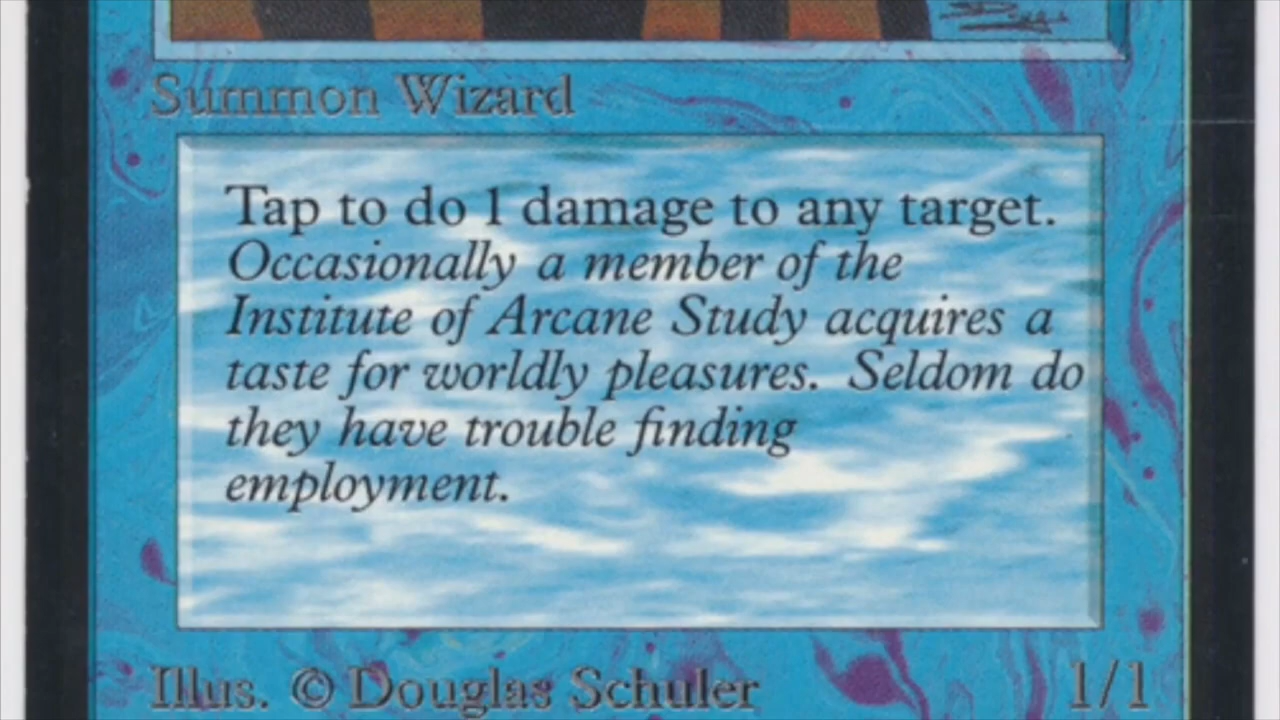 Summon Wizard
Tap to do 1 damage to any target.
Occasionally a member of the
Institute of Arcane Study acquires a
taste for worldly pleasures. Seldom do
they have trouble finding
employment.
Illus. © Douglas Schuler
1/1